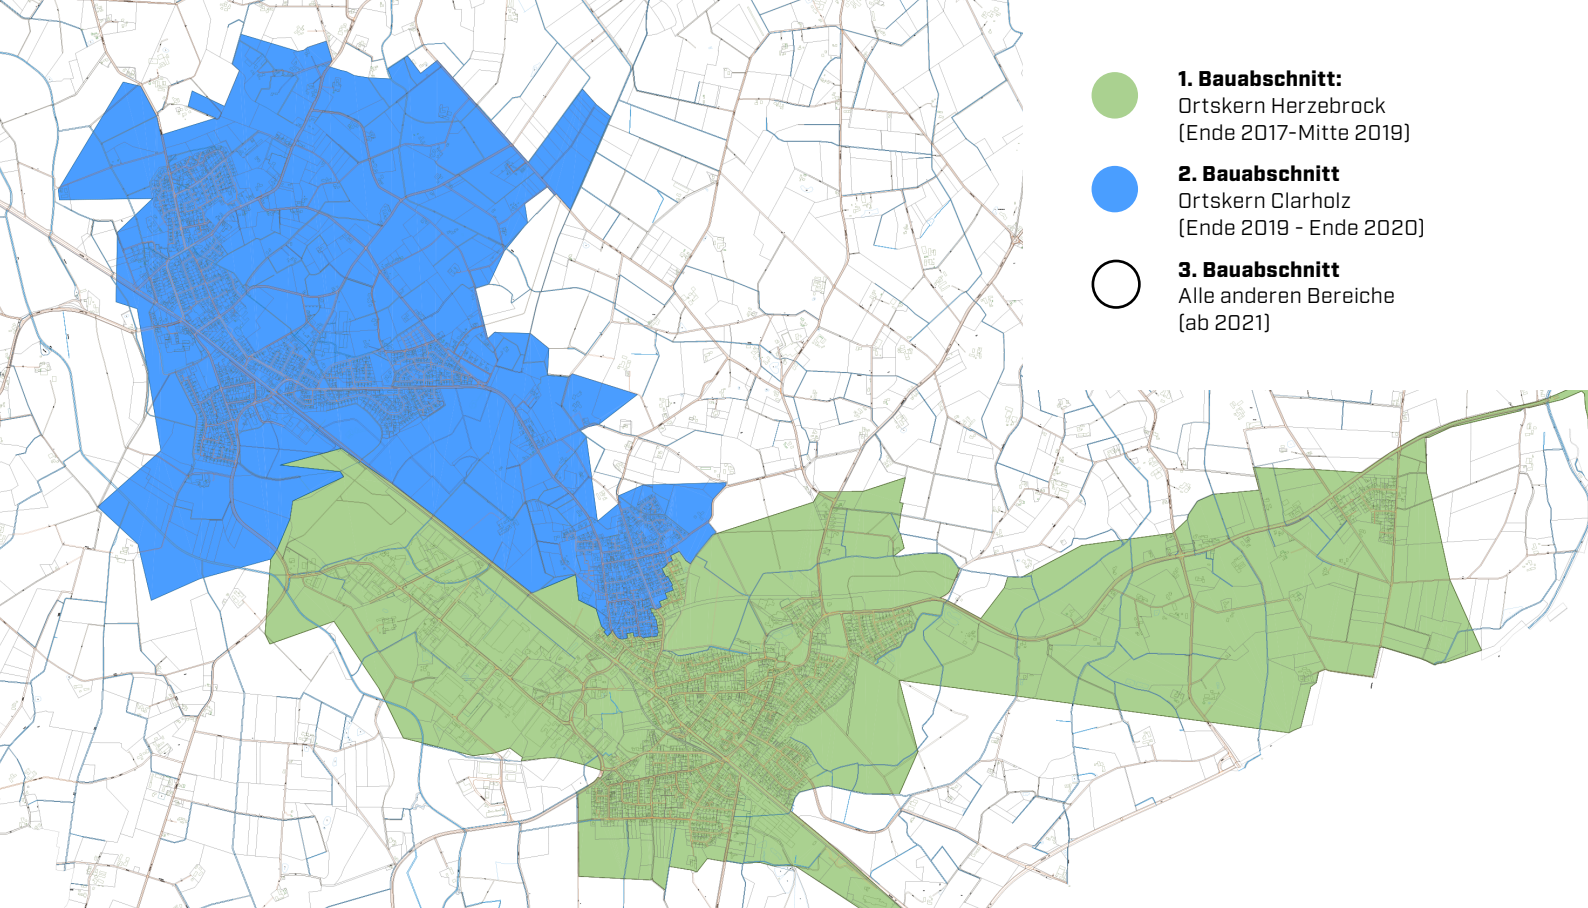 1. Bauabschnitt:
Ortskern Herzebrock
(Ende 2017-Mitte 2019)
2. Bauabschnitt
Ortskern Clarholz
(Ende 2019 - Ende 2020)
3. Bauabschnitt
Alle anderen Bereiche
(ab 2021)